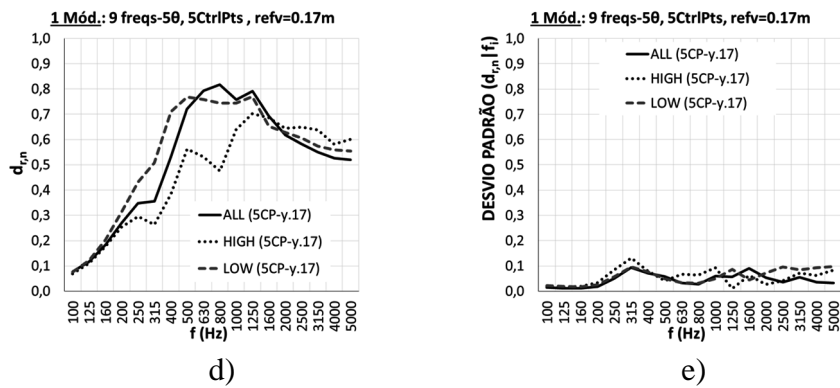 1 Mód.: 9 freqs-5θ, 5CtrlPts , refv=0.17m
1,0
0,9
0,8
0,7
0,6
0,5
0,4
0,3
0,2
0,1
0,0
d_{r,n}
ALL (5CP-y.17)
HIGH (5CP-y.17)
LOW (5CP-y.17)
100 125 160 200 250 315 400 500 630 800 1000 1250 1600 2000 2500 3150 4000 5000
f (Hz)
d)
1 Mód.: 9 freqs-5θ, 5CtrlPts, refv=0.17m
1,0
0,9
0,8
0,7
0,6
0,5
0,4
0,3
0,2
0,1
0,0
DESVIO PADRÃO (d_{r,n}|f_i)
ALL (5CP-y.17)
HIGH (5CP-y.17)
LOW (5CP-y.17)
100 125 160 200 250 315 400 500 630 800 1000 1250 1600 2000 2500 3150 4000 5000
f (Hz)
e)